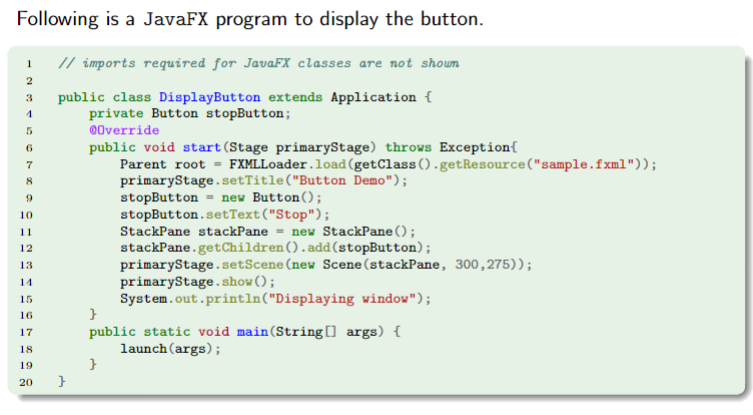 Following is a JavaFX program to display the button.
1 // imports required for JavaFX classes are not shown
2
3 public class DisplayButton extends Application {
4 private Button stopButton;
5 @Override
6 public void start(Stage primaryStage) throws Exception{
7 Parent root = FXMLLoader.load(getClass().getResource("sample.fxml"));
8 primaryStage.setTitle("Button Demo");
9 stopButton = new Button();
10 stopButton.setText("Stop");
11 StackPane stackPane = new StackPane();
12 stackPane.getChildren().add(stopButton);
13 primaryStage.setScene(new Scene(stackPane, 300,275));
14 primaryStage.show();
15 System.out.println("Displaying window");
16 }
17 public static void main(String[] args) {
18 launch(args);
19 }
20 }